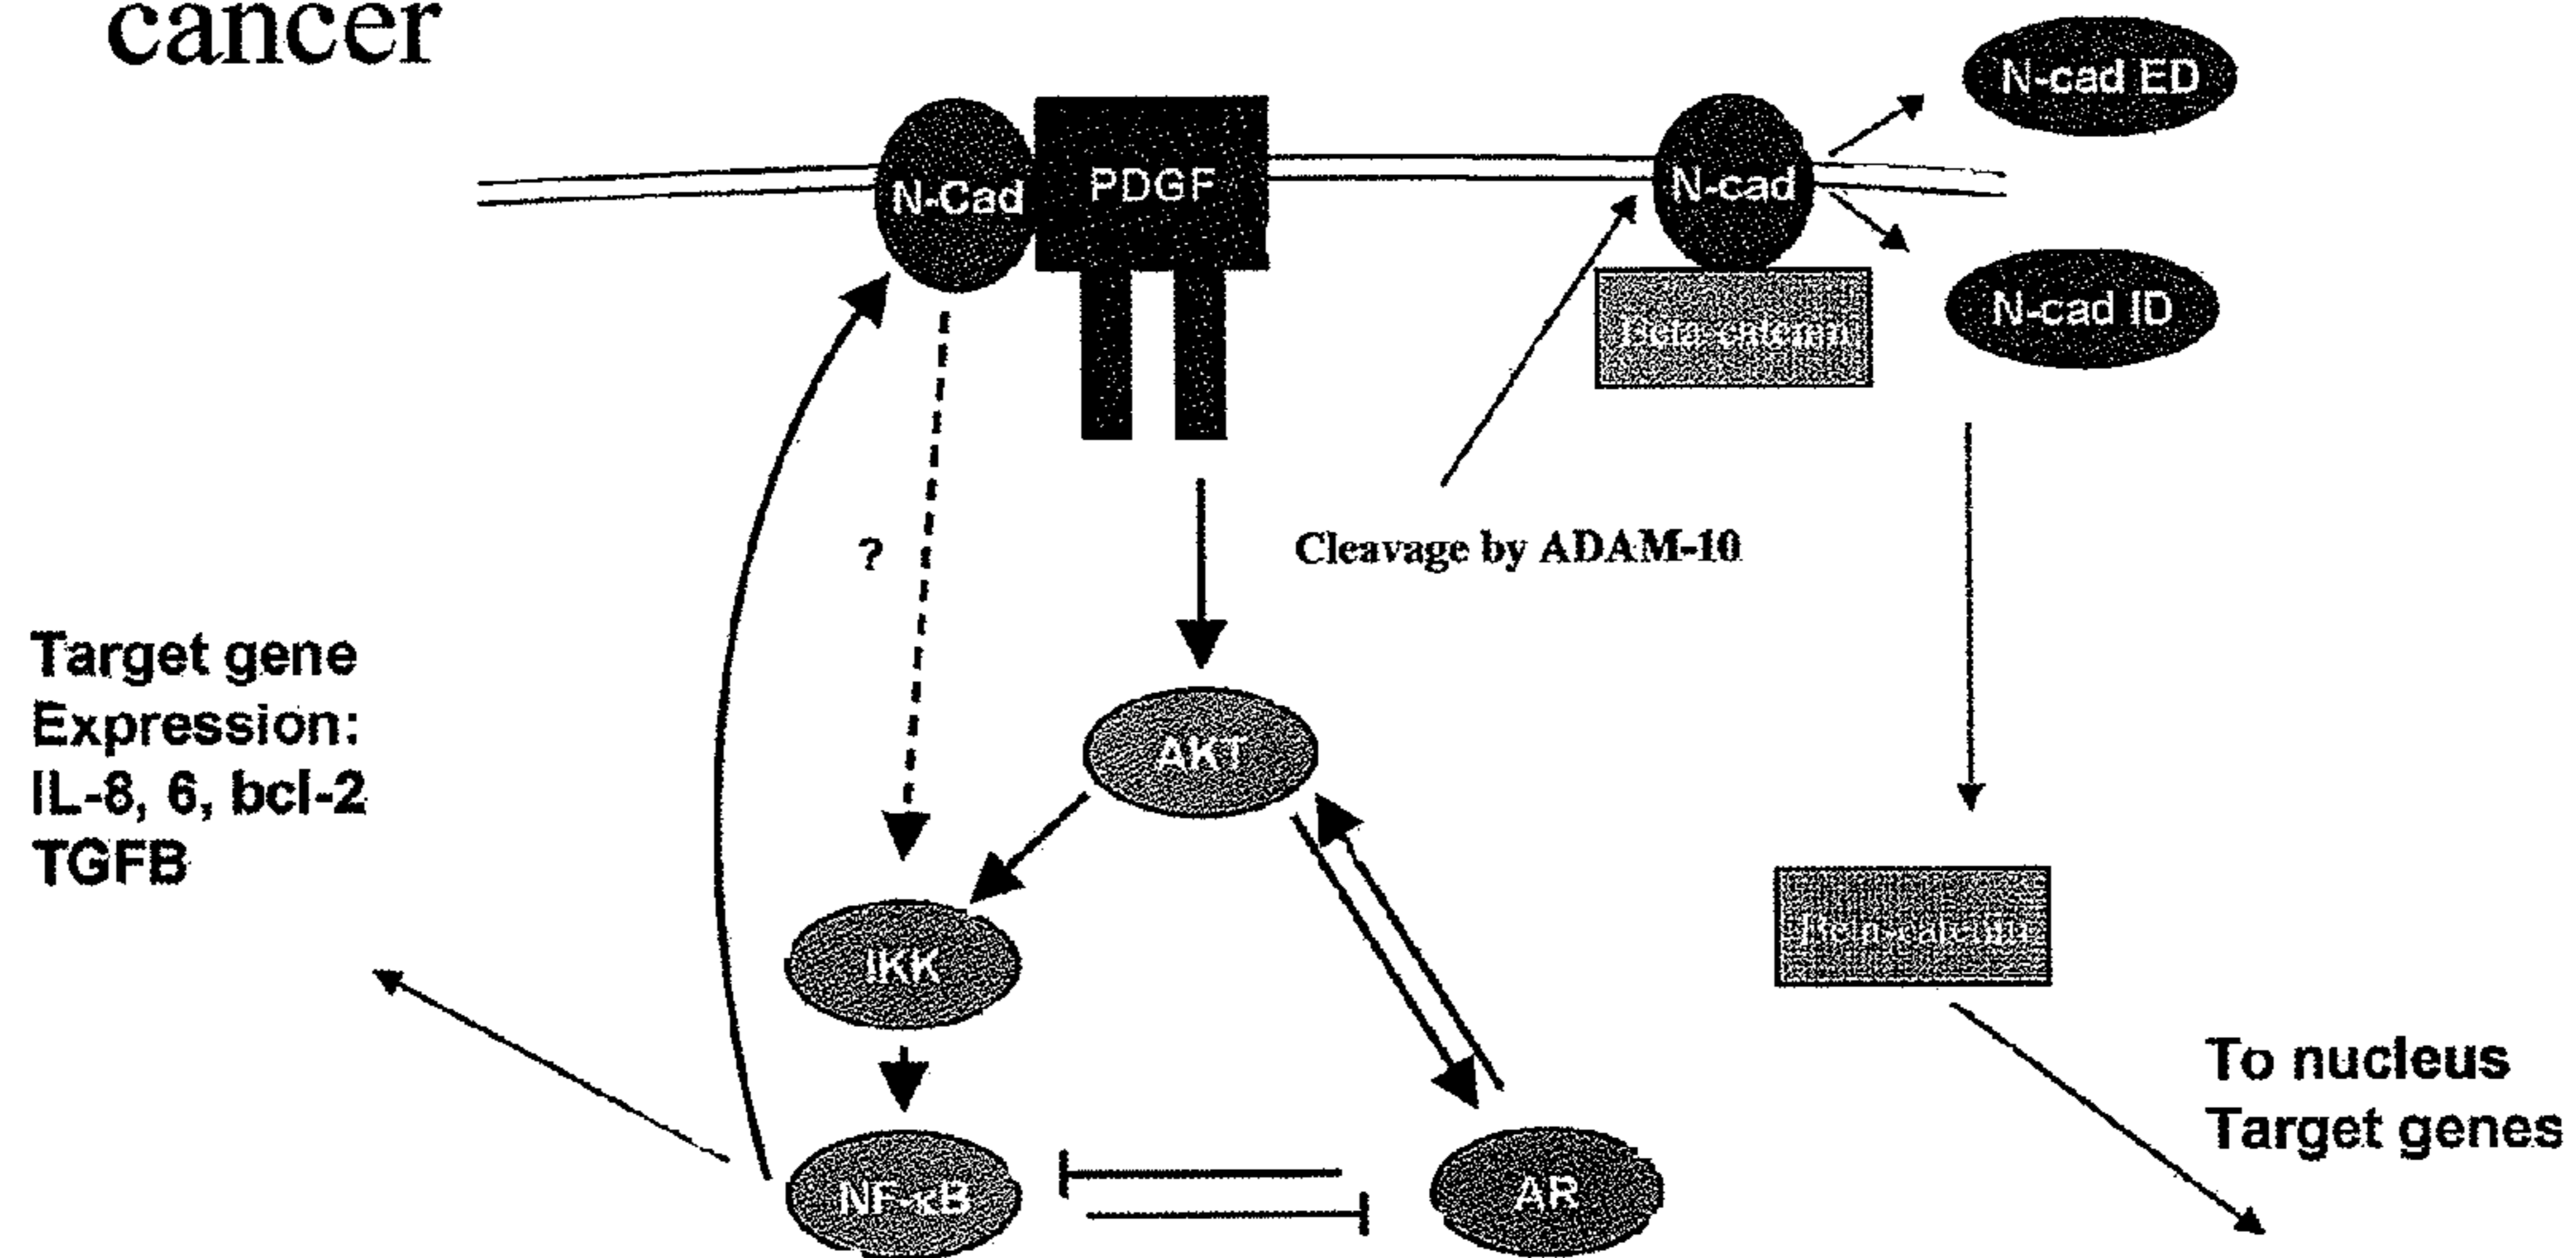 cancer
N-cad ED
N-Cad
PDGF
N-cad
N-cad ID
?
Cleavage by ADAM-10
Target gene
Expression:
IL-8, 6, bcl-2
TGFB
AKT
IKK
To nucleus
Target genes
NF-κB
AR